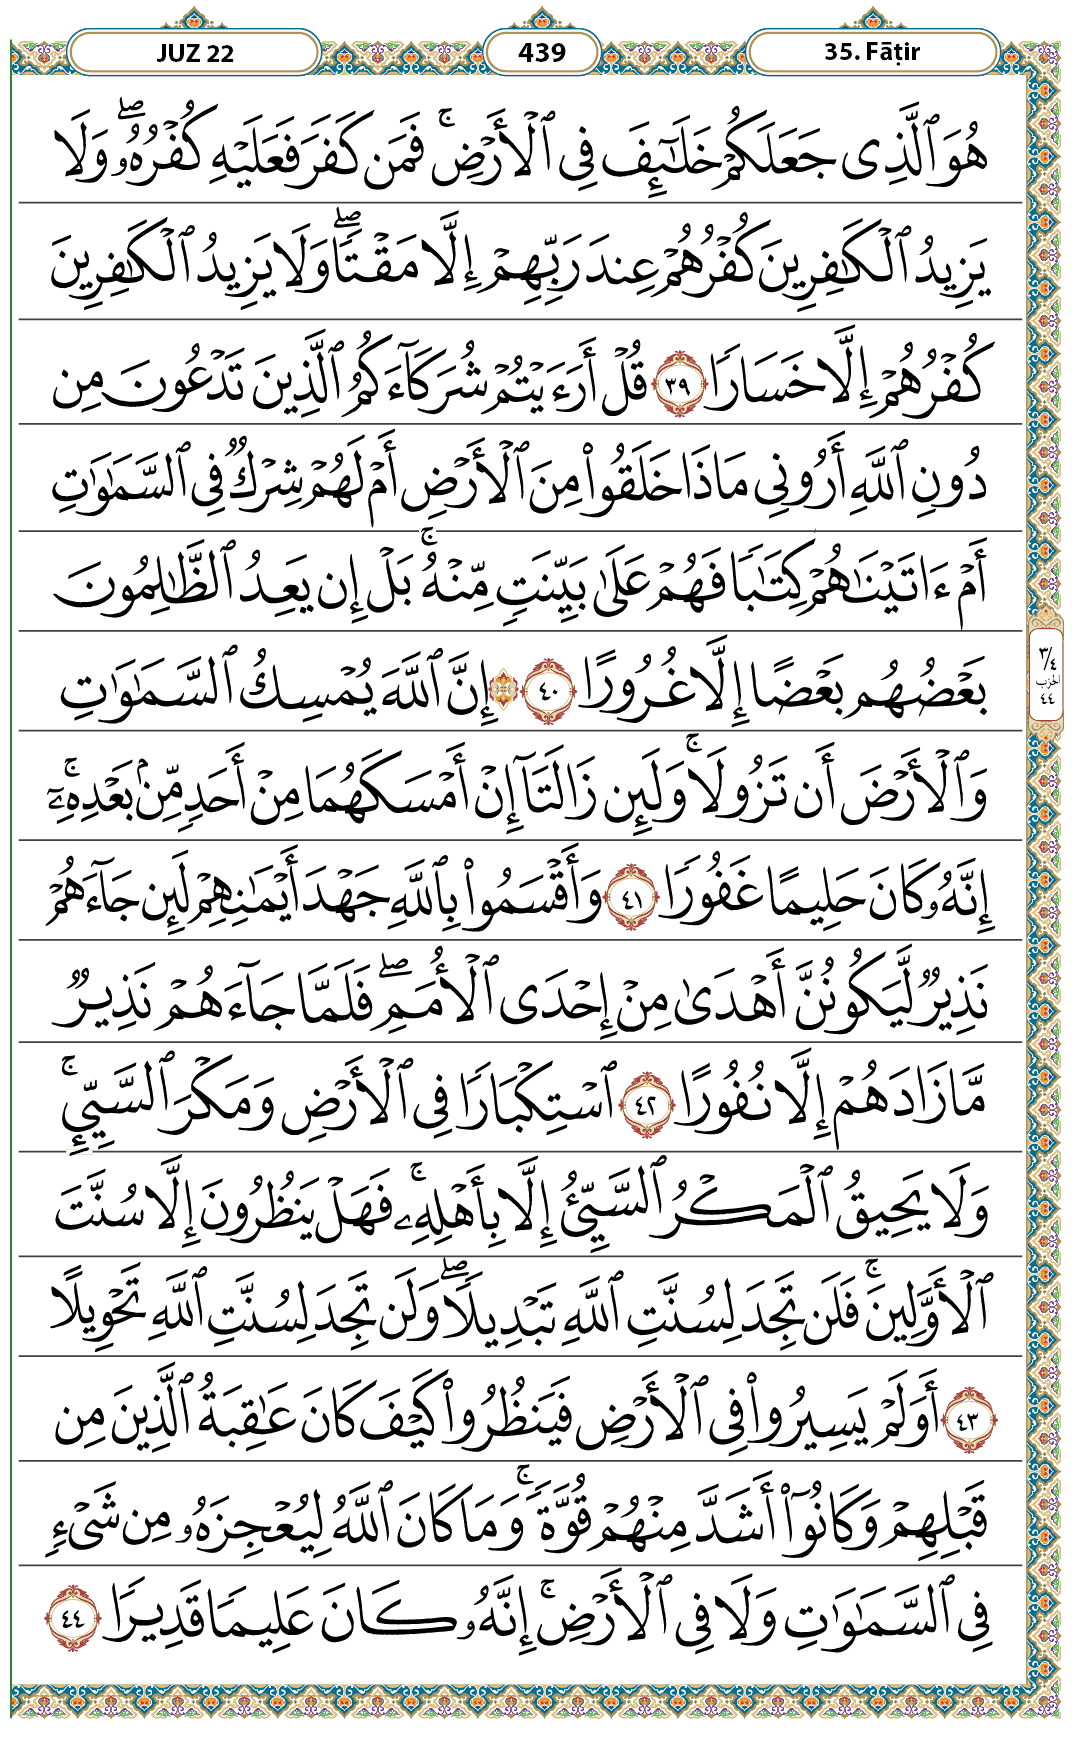 JUZ 22
439
35. Fāṭir
هُوَ ٱلَّذِى جَعَلَكُمْ خَلَـٰٓئِفَ فِى ٱلْأَرْضِ ۚ فَمَن كَفَرَ فَعَلَيْهِ كُفْرُهُۥ ۖ وَلَا
يَزِيدُ ٱلْكَـٰفِرِينَ كُفْرُهُمْ عِندَ رَبِّهِمْ إِلَّا مَقْتًا ۖ وَلَا يَزِيدُ ٱلْكَـٰفِرِينَ
كُفْرُهُمْ إِلَّا خَسَارًا ٣٩ قُلْ أَرَءَيْتُمْ شُرَكَآءَكُمُ ٱلَّذِينَ تَدْعُونَ مِن
دُونِ ٱللَّهِ أَرُونِى مَاذَا خَلَقُوا۟ مِنَ ٱلْأَرْضِ أَمْ لَهُمْ شِرْكٌ فِى ٱلسَّمَـٰوَٰتِ
أَمْ ءَاتَيْنَـٰهُمْ كِتَـٰبًا فَهُمْ عَلَىٰ بَيِّنَتٍ مِّنْهُ ۚ بَلْ إِن يَعِدُ ٱلظَّـٰلِمُونَ
بَعْضُهُم بَعْضًا إِلَّا غُرُورًا ٤٠ ۞ إِنَّ ٱللَّهَ يُمْسِكُ ٱلسَّمَـٰوَٰتِ
٣/٤
الحزب
٤٤
وَٱلْأَرْضَ أَن تَزُولَا ۚ وَلَئِن زَالَتَآ إِنْ أَمْسَكَهُمَا مِنْ أَحَدٍ مِّنۢ بَعْدِهِۦٓ ۚ
إِنَّهُۥ كَانَ حَلِيمًا غَفُورًا ٤١ وَأَقْسَمُوا۟ بِٱللَّهِ جَهْدَ أَيْمَـٰنِهِمْ لَئِن جَآءَهُمْ
نَذِيرٌ لَّيَكُونُنَّ أَهْدَىٰ مِنْ إِحْدَى ٱلْأُمَمِ ۖ فَلَمَّا جَآءَهُمْ نَذِيرٌ
مَّا زَادَهُمْ إِلَّا نُفُورًا ٤٢ ٱسْتِكْبَارًا فِى ٱلْأَرْضِ وَمَكْرَ ٱلسَّيِّئِ ۚ
وَلَا يَحِيقُ ٱلْمَكْرُ ٱلسَّيِّئُ إِلَّا بِأَهْلِهِۦ ۚ فَهَلْ يَنظُرُونَ إِلَّا سُنَّتَ
ٱلْأَوَّلِينَ ۚ فَلَن تَجِدَ لِسُنَّتِ ٱللَّهِ تَبْدِيلًا ۖ وَلَن تَجِدَ لِسُنَّتِ ٱللَّهِ تَحْوِيلًا
٤٣ أَوَلَمْ يَسِيرُوا۟ فِى ٱلْأَرْضِ فَيَنظُرُوا۟ كَيْفَ كَانَ عَـٰقِبَةُ ٱلَّذِينَ مِن
قَبْلِهِمْ وَكَانُوٓا۟ أَشَدَّ مِنْهُمْ قُوَّةً ۚ وَمَا كَانَ ٱللَّهُ لِيُعْجِزَهُۥ مِن شَىْءٍ
فِى ٱلسَّمَـٰوَٰتِ وَلَا فِى ٱلْأَرْضِ ۚ إِنَّهُۥ كَانَ عَلِيمًا قَدِيرًا ٤٤